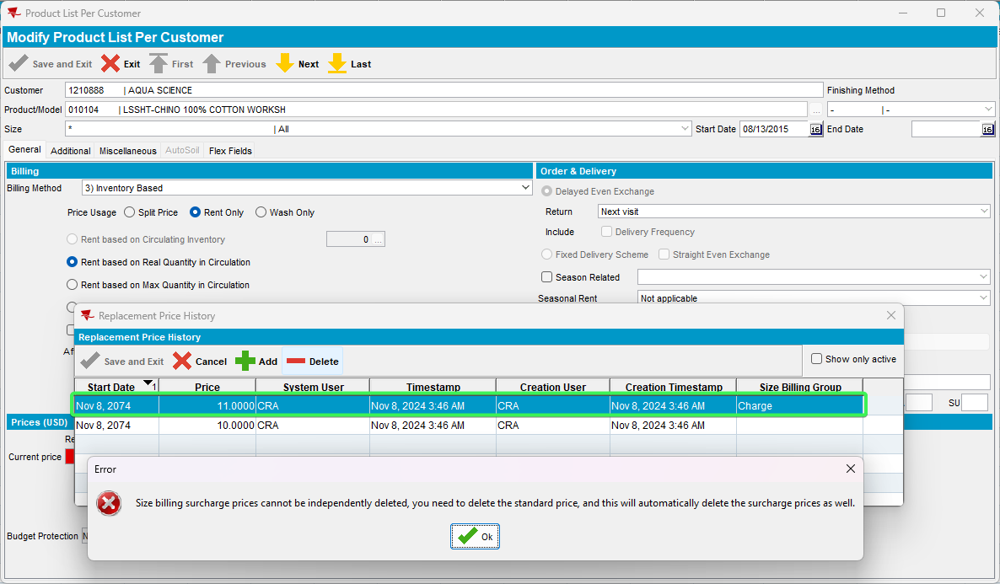 Product List Per Customer
Modify Product List Per Customer
Save and Exit Exit First Previous Next Last
Customer 1210888 | AQUA SCIENCE Finishing Method
Product/Model 010104 | LSSHT-CHINO 100% COTTON WORKSH ... - | -
Size * | All Start Date 08/13/2015 16 End Date 16
General Additional Miscellaneous AutoSoil Flex Fields
Billing Order & Delivery
Billing Method 3) Inventory Based Delayed Even Exchange
Price Usage Split Price Rent Only Wash Only Return Next visit
Include Delivery Frequency
Rent based on Circulating Inventory 0 ...
Fixed Delivery Scheme Straight Even Exchange
Rent based on Real Quantity in Circulation
Season Related
Rent based on Max Quantity in Circulation
Seasonal Rent Not applicable
Replacement Price History
Replacement Price History
Af
Save and Exit Cancel Add Delete Show only active
Start Date 1 Price System User Timestamp Creation User Creation Timestamp Size Billing Group
Nov 8, 2074 11.0000 CRA Nov 8, 2024 3:46 AM CRA Nov 8, 2024 3:46 AM Charge
SU
Prices (USD) Nov 8, 2074 10.0000 CRA Nov 8, 2024 3:46 AM CRA Nov 8, 2024 3:46 AM
Re
Current price
Error
Size billing surcharge prices cannot be independently deleted, you need to delete the standard price, and this will automatically delete the surcharge prices as well.
Budget Protection N
Ok